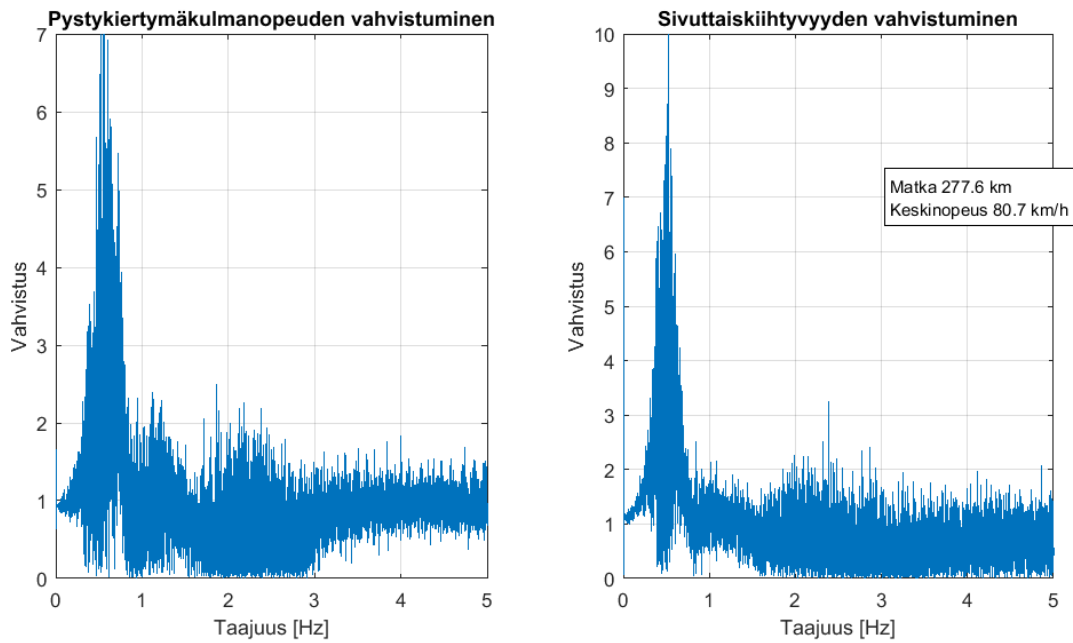 Pystykiertymäkulmanopeuden vahvistuminen
7
6
5
4
3
2
1
0
Vahvistus
0 1 2 3 4 5
Taajuus [Hz]
Sivuttaiskiihtyvyyden vahvistuminen
10
9
8
7
6
5
4
3
2
1
0
Vahvistus
Matka 277.6 km
Keskinopeus 80.7 km/h
0 1 2 3 4 5
Taajuus [Hz]